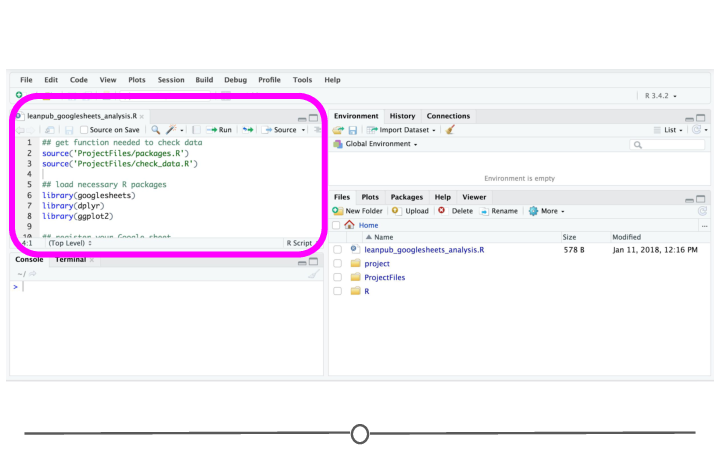 File Edit Code View Plots Session Build Debug Profile Tools Help
R 3.4.2
leanpub_googlesheets_analysis.R ×
Source on Save Run Source
1 ## get function needed to check data
2 source('ProjectFiles/packages.R')
3 source('ProjectFiles/check_data.R')
4
5 ## load necessary R packages
6 library(googlesheets)
7 library(dplyr)
8 library(ggplot2)
9
10 ## register your Google sheet
4:1 (Top Level) R Script
Console Terminal ×
~/
>
Environment History Connections
Import Dataset List
Global Environment
Environment is empty
Files Plots Packages Help Viewer
New Folder Upload Delete Rename More
Home ...
Name Size Modified
leanpub_googlesheets_analysis.R 578 B Jan 11, 2018, 12:16 PM
project
ProjectFiles
R